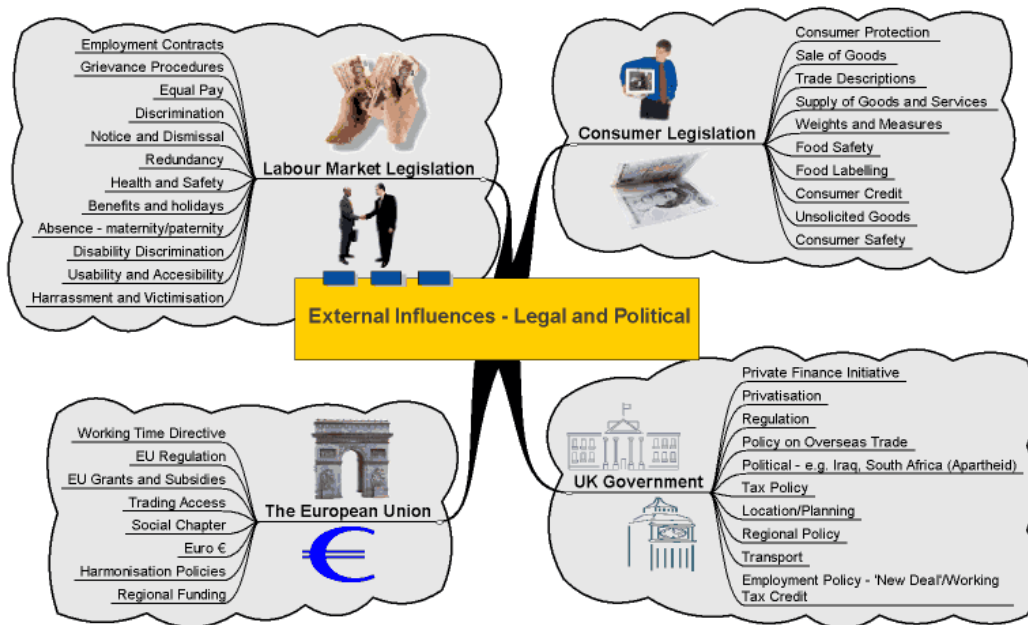 Employment Contracts
Grievance Procedures
Equal Pay
Discrimination
Notice and Dismissal
Redundancy
Health and Safety
Benefits and holidays
Absence - maternity/paternity
Disability Discrimination
Usability and Accesibility
Harrassment and Victimisation
Labour Market Legislation
Consumer Legislation
Consumer Protection
Sale of Goods
Trade Descriptions
Supply of Goods and Services
Weights and Measures
Food Safety
Food Labelling
Consumer Credit
Unsolicited Goods
Consumer Safety
External Influences - Legal and Political
Working Time Directive
EU Regulation
EU Grants and Subsidies
Trading Access
Social Chapter
Euro €
Harmonisation Policies
Regional Funding
The European Union
UK Government
Private Finance Initiative
Privatisation
Regulation
Policy on Overseas Trade
Political - e.g. Iraq, South Africa (Apartheid)
Tax Policy
Location/Planning
Regional Policy
Transport
Employment Policy - 'New Deal'/Working
Tax Credit